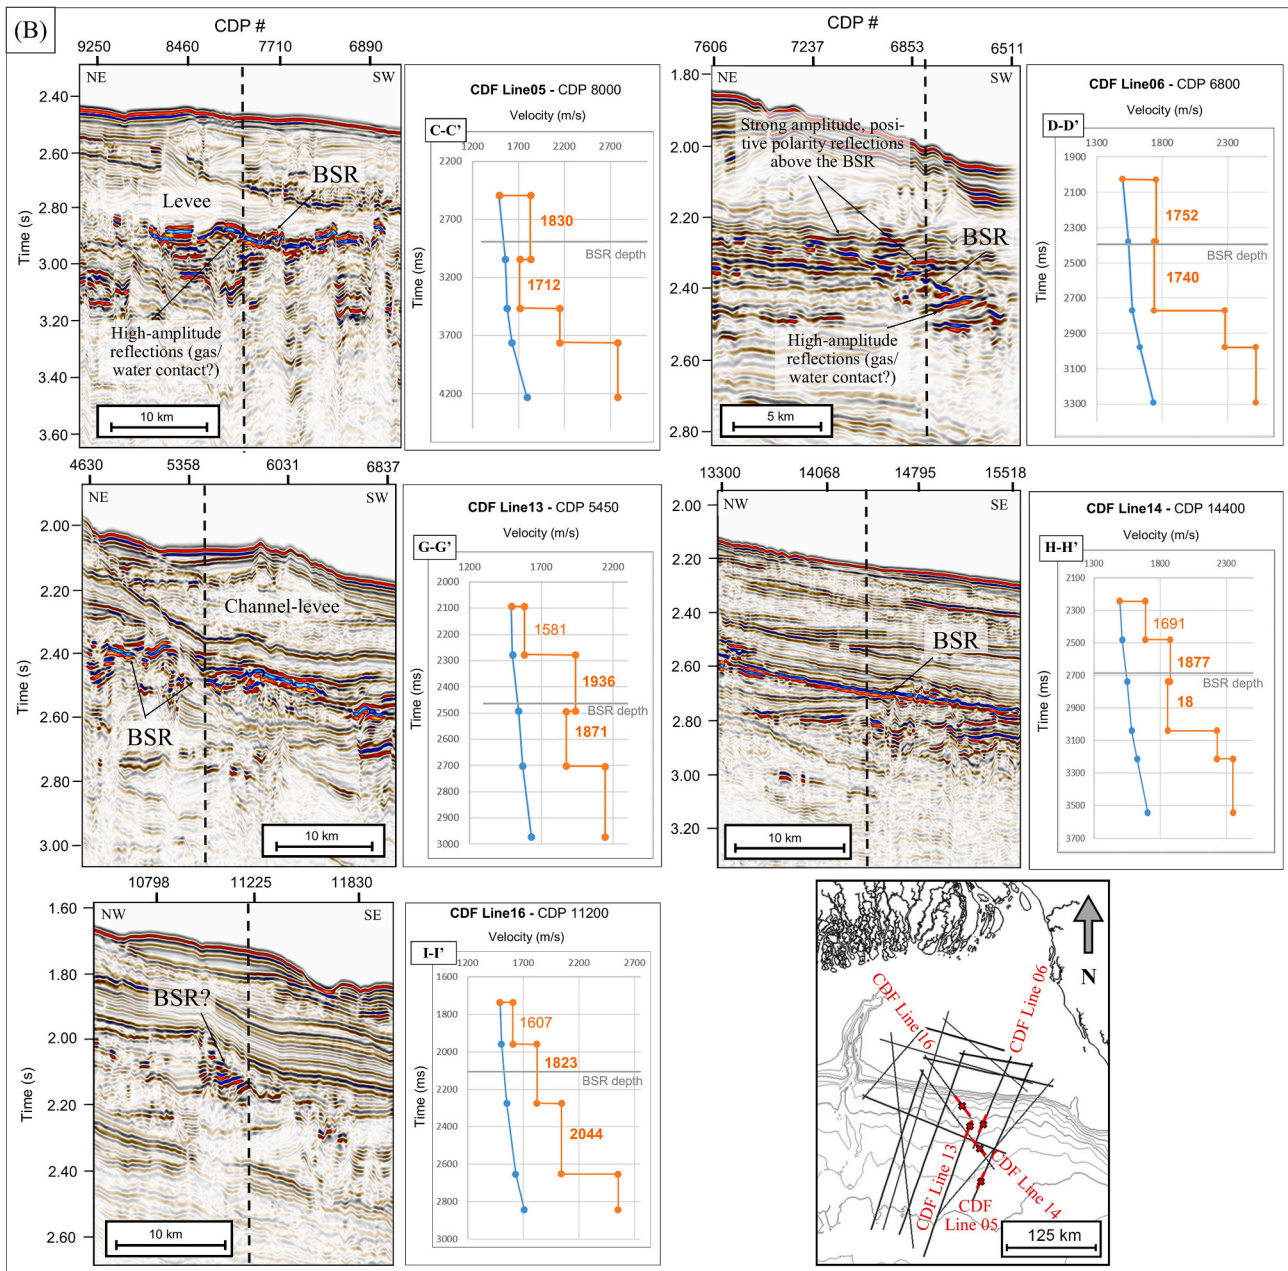 (B)
CDP #
9250 8460 7710 6890
NE SW
2.40
2.60
2.80
3.00
3.20
3.40
3.60
Time (s)
BSR
Levee
High-amplitude
reflections (gas/
water contact?)
10 km
CDF Line05 - CDP 8000
Velocity (m/s)
C-C’
1200 1700 2200 2700
2200
2700
3200
3700
4200
Time (ms)
1830
BSR depth
1712
CDP #
7606 7237 6853 6511
NE SW
1.80
2.00
2.20
2.40
2.60
2.80
Time (s)
Strong amplitude, posi-
tive polarity reflections
above the BSR
BSR
High-amplitude
reflections (gas/
water contact?)
5 km
CDF Line06 - CDP 6800
Velocity (m/s)
D-D’
1300 1800 2300
1900
2100
2300
2500
2700
2900
3100
3300
Time (ms)
1752
BSR depth
1740
4630 5358 6031 6837
NE SW
2.00
2.20
2.40
2.60
2.80
3.00
Time (s)
Channel-levee
BSR
10 km
CDF Line13 - CDP 5450
Velocity (m/s)
G-G’
1200 1700 2200
2000
2100
2200
2300
2400
2500
2600
2700
2800
2900
3000
Time (ms)
1581
1936
BSR depth
1871
13300 14068 14795 15518
NW SE
2.00
2.20
2.40
2.60
2.80
3.00
3.20
Time (s)
BSR
10 km
CDF Line14 - CDP 14400
Velocity (m/s)
H-H’
1300 1800 2300
2100
2300
2500
2700
2900
3100
3300
3500
3700
Time (ms)
1691
1877
BSR depth
18
10798 11225 11830
NW SE
1.60
1.80
2.00
2.20
2.40
2.60
Time (s)
BSR?
10 km
CDF Line16 - CDP 11200
Velocity (m/s)
I-I’
1200 1700 2200 2700
1600
1800
2000
2200
2400
2600
2800
3000
Time (ms)
1607
1823
BSR depth
2044
N
CDF Line 16
CDF Line 06
CDF Line 13
CDF Line 14
CDF
Line 05
125 km